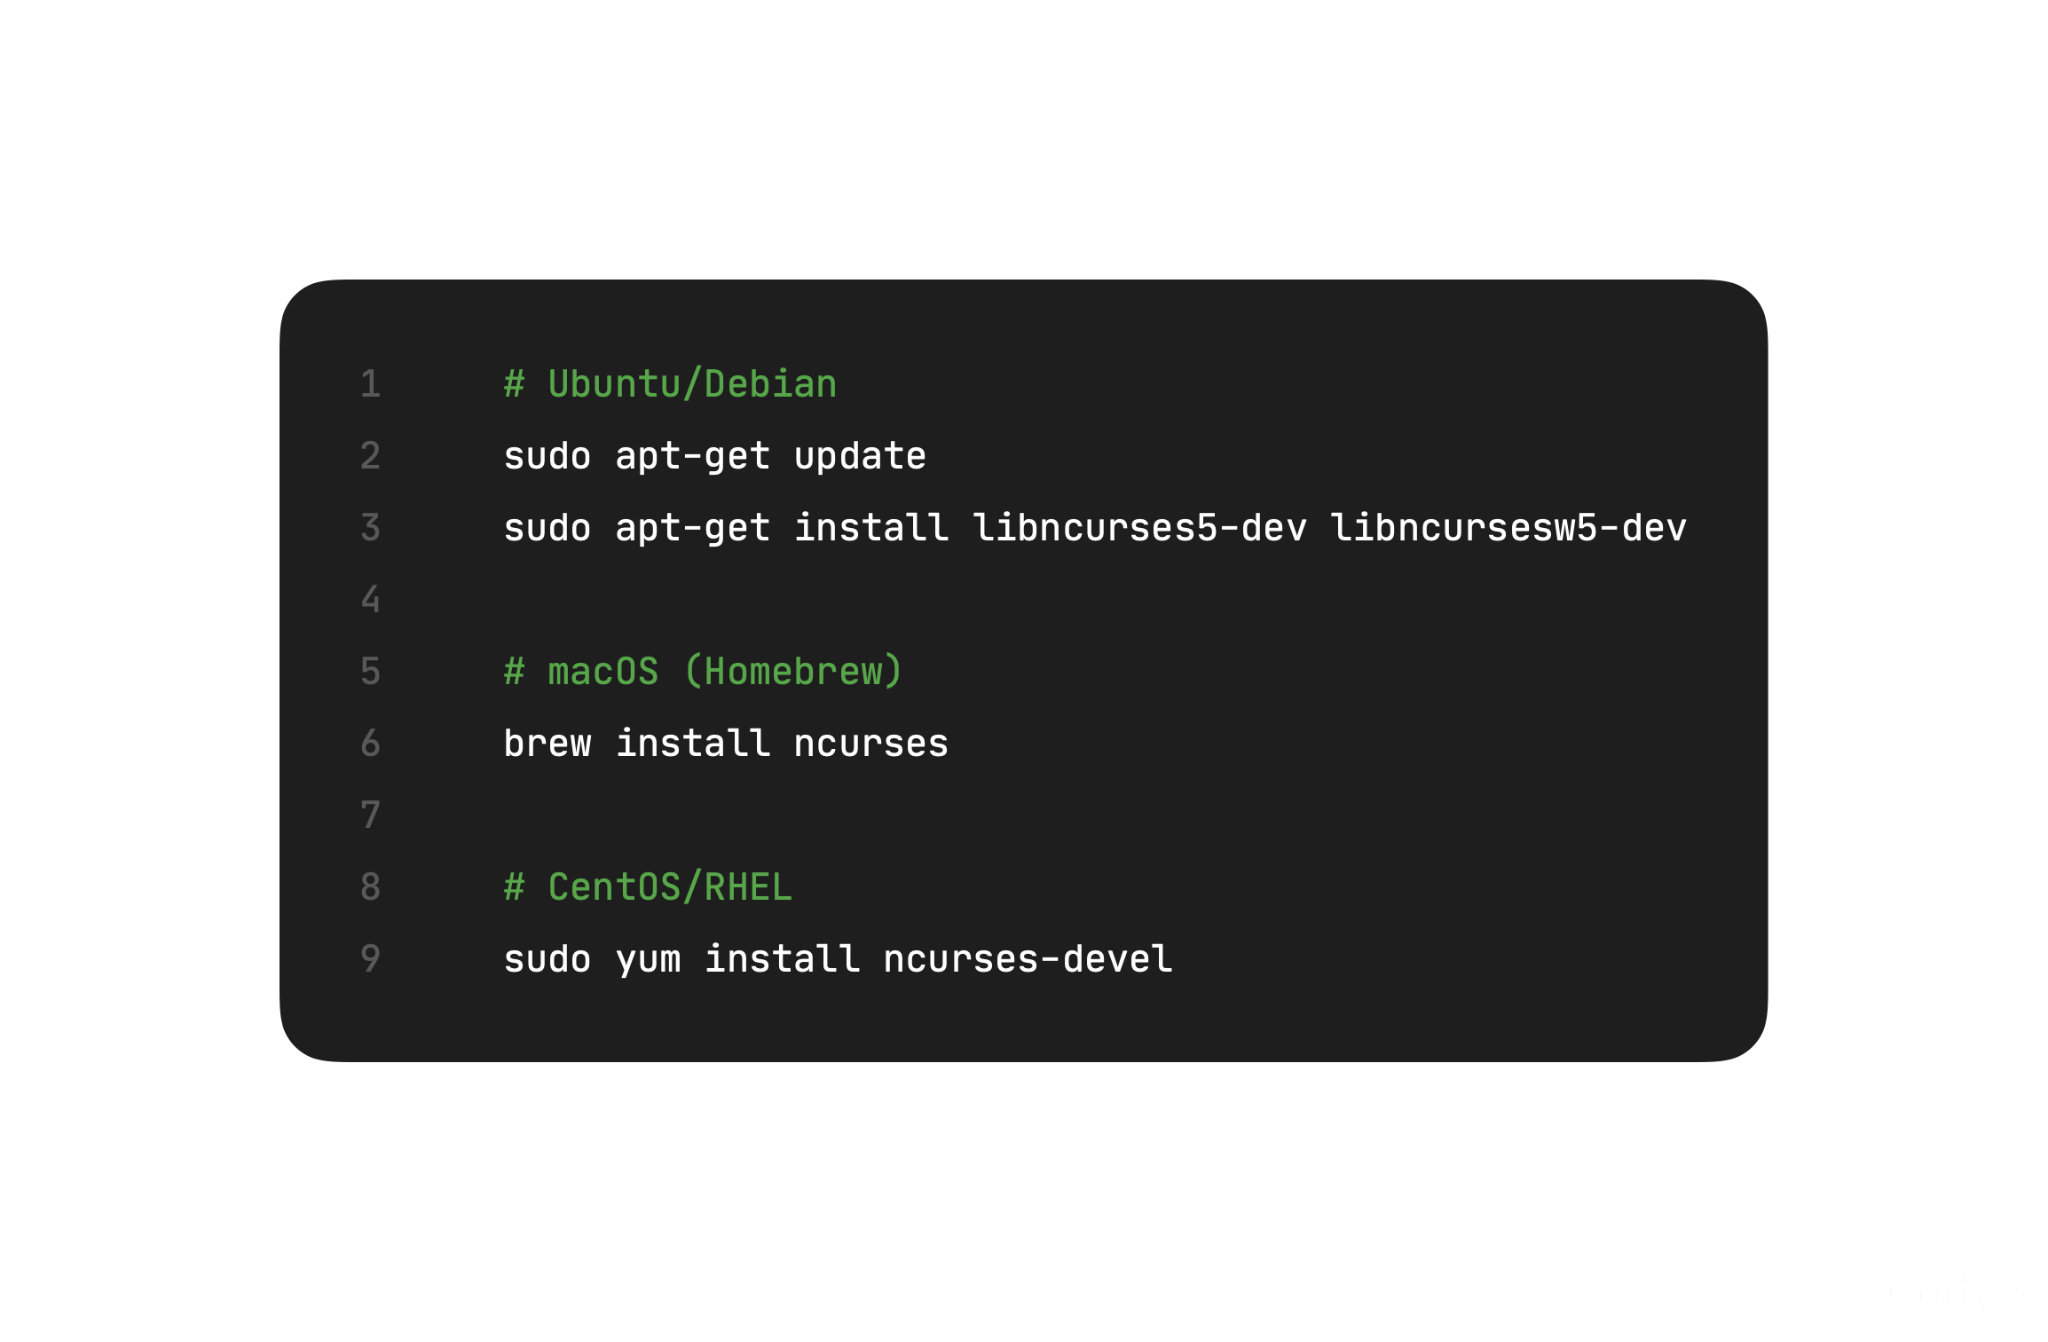 1 # Ubuntu/Debian
2 sudo apt-get update
3 sudo apt-get install libncurses5-dev libncursesw5-dev
4
5 # macOS (Homebrew)
6 brew install ncurses
7
8 # CentOS/RHEL
9 sudo yum install ncurses-devel